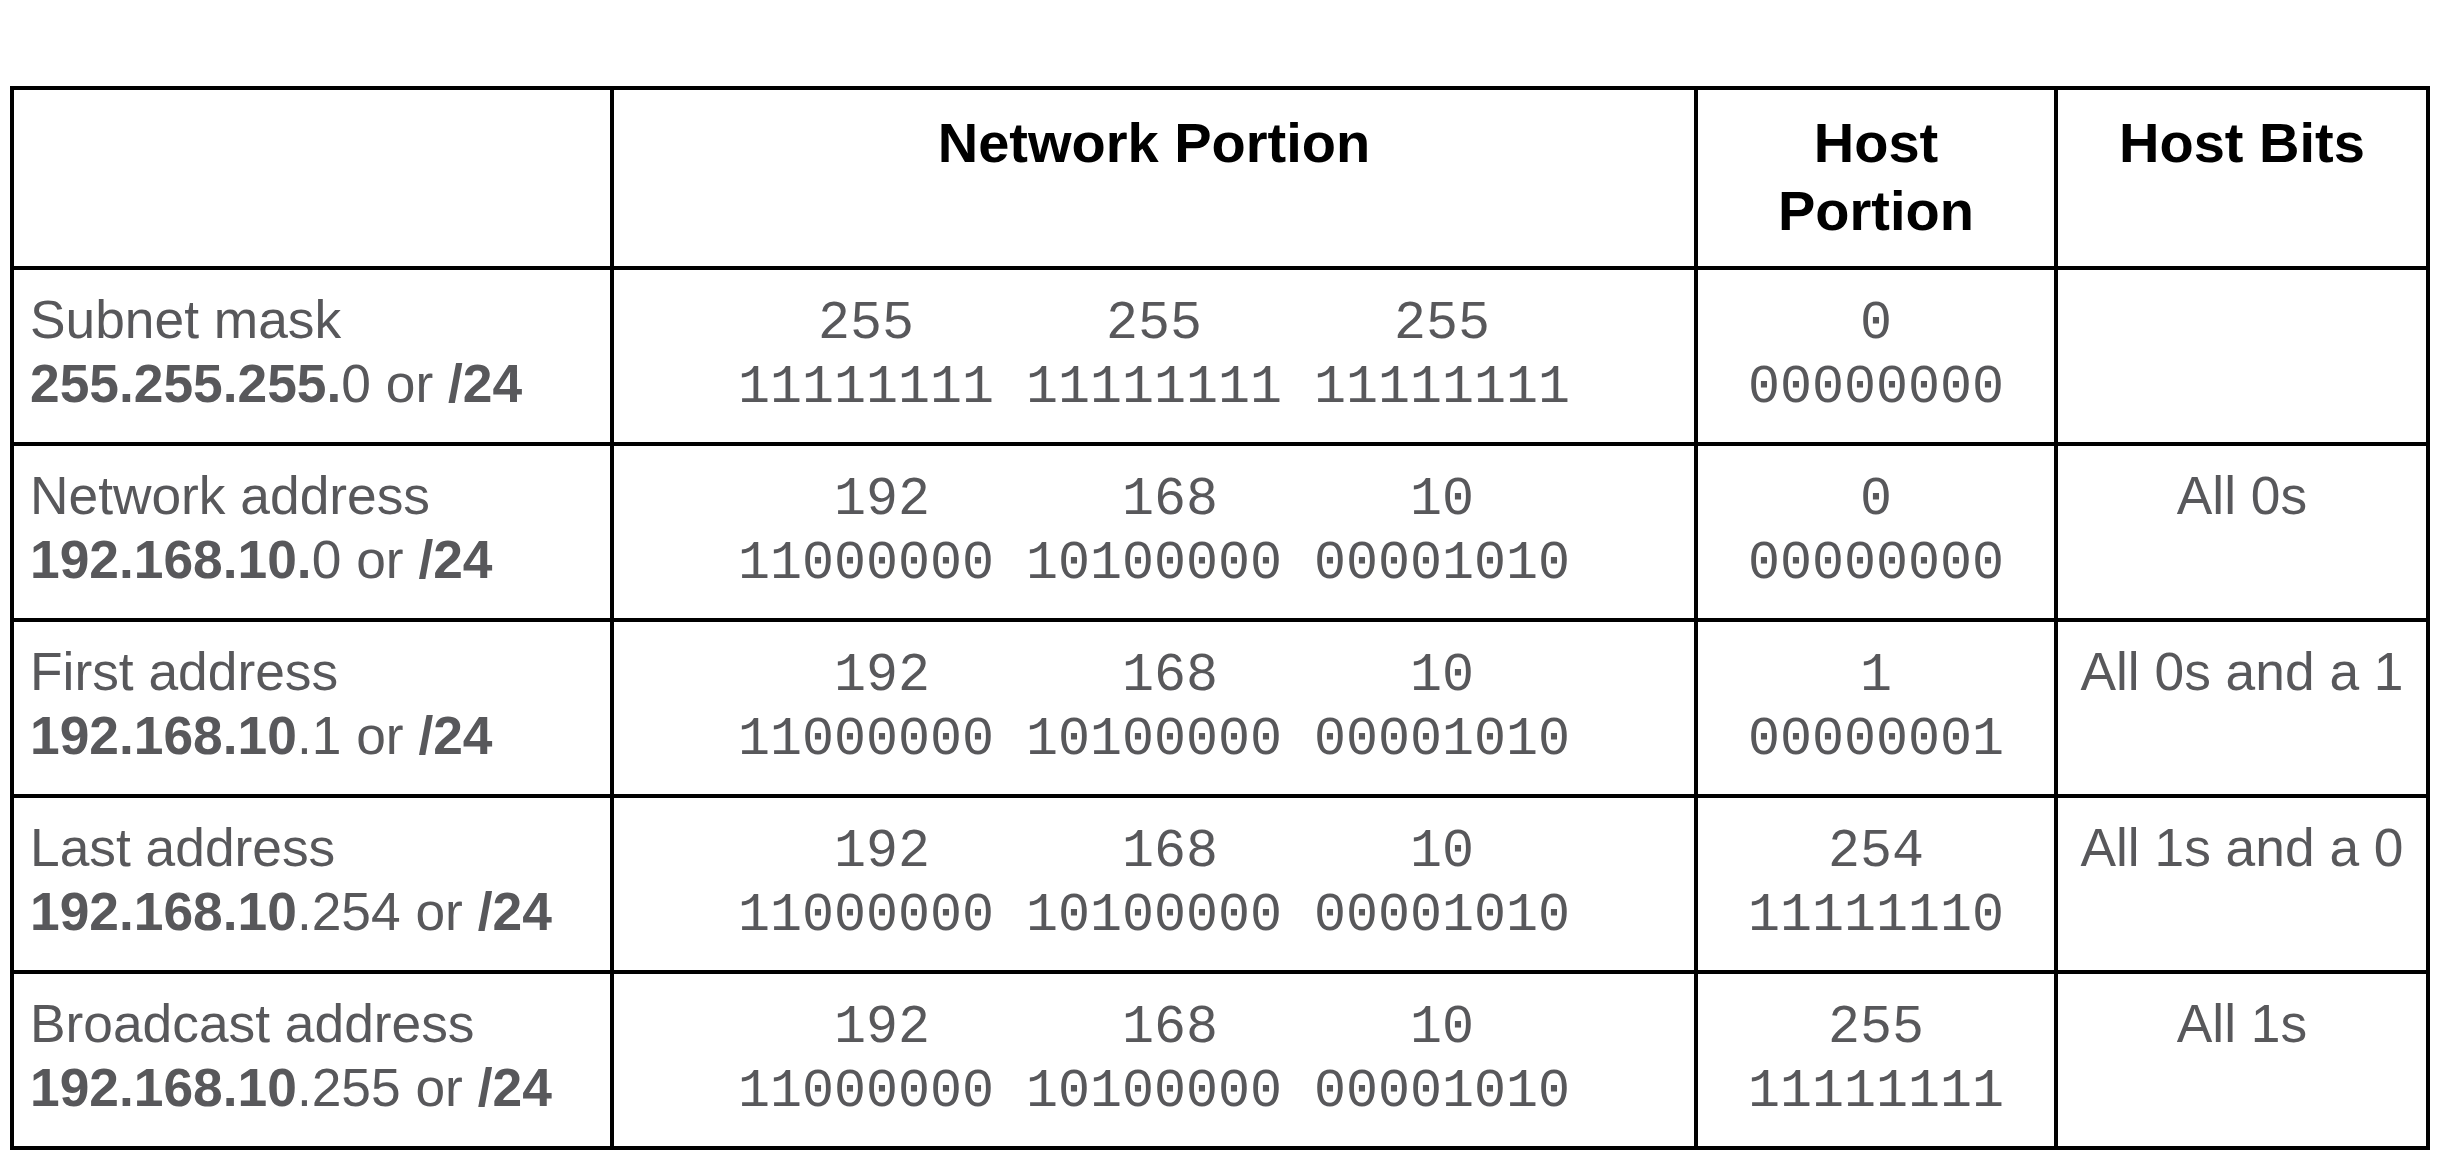 Network Portion
Host
Portion
Host Bits
Subnet mask
255.255.255.0 or /24
255 255 255
11111111 11111111 11111111
0
00000000
Network address
192.168.10.0 or /24
192 168 10
11000000 10100000 00001010
0
00000000
All 0s
First address
192.168.10.1 or /24
192 168 10
11000000 10100000 00001010
1
00000001
All 0s and a 1
Last address
192.168.10.254 or /24
192 168 10
11000000 10100000 00001010
254
11111110
All 1s and a 0
Broadcast address
192.168.10.255 or /24
192 168 10
11000000 10100000 00001010
255
11111111
All 1s